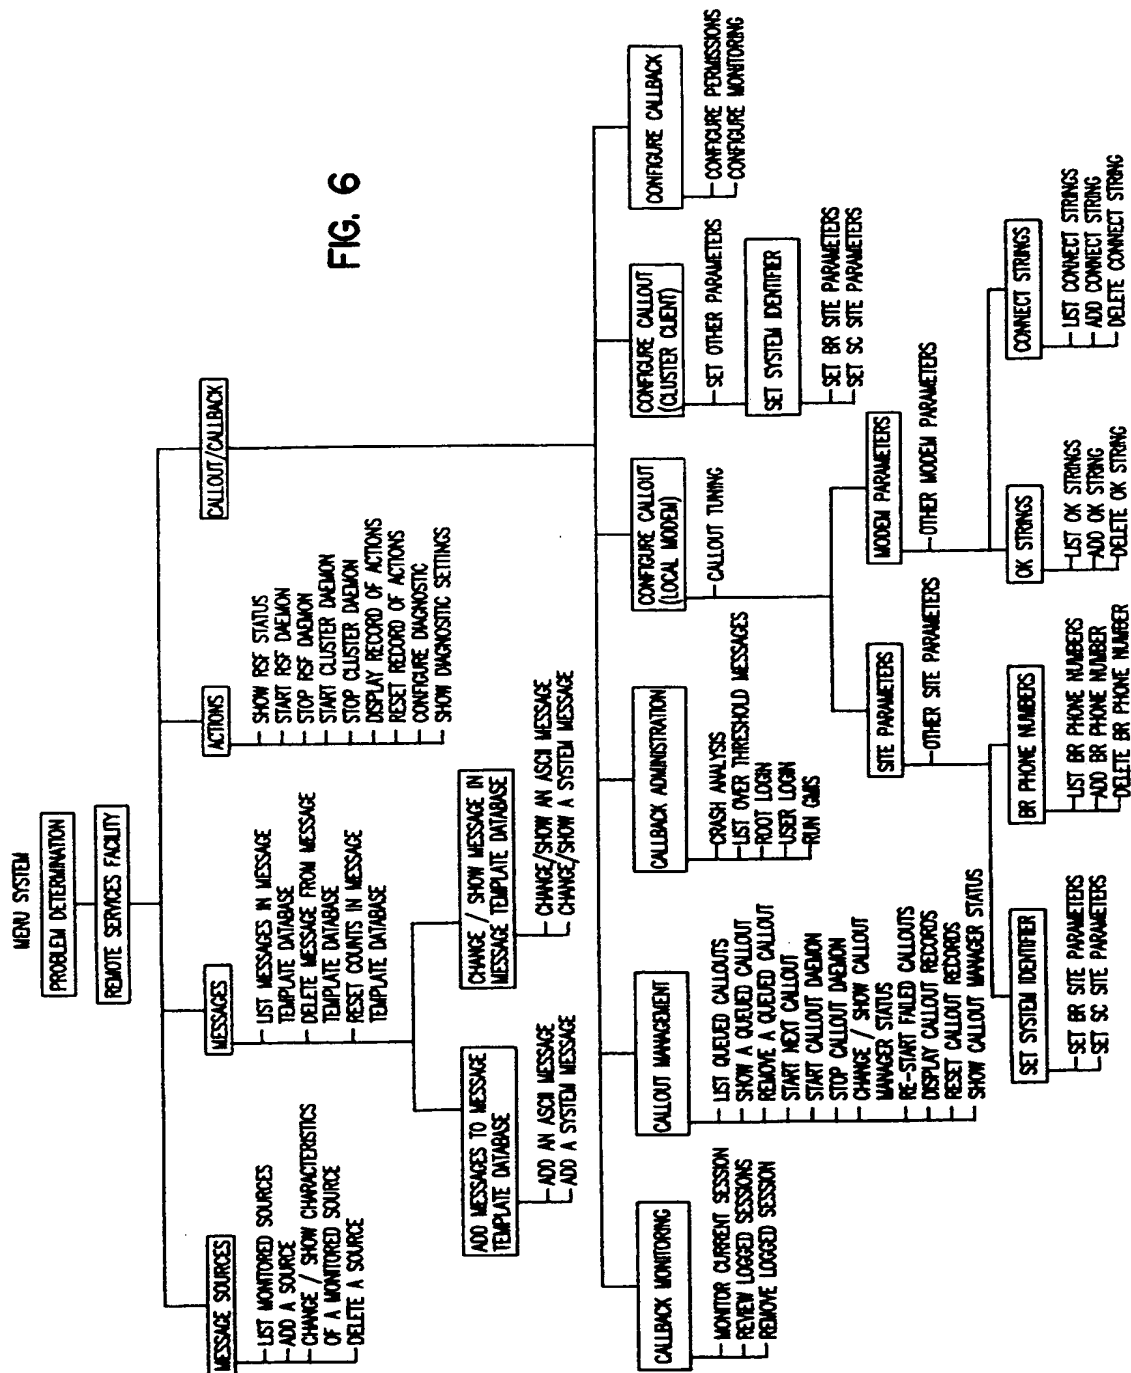 MENU SYSTEM
PROBLEM DETERMINATION
REMOTE SERVICES FACILITY
MESSAGE SOURCES
LIST MONITORED SOURCES
ADD A SOURCE
CHANGE / SHOW CHARACTERISTICS
OF A MONITORED SOURCE
DELETE A SOURCE
MESSAGES
LIST MESSAGES IN MESSAGE
TEMPLATE DATABASE
DELETE MESSAGE FROM MESSAGE
TEMPLATE DATABASE
RESET COUNTS IN MESSAGE
TEMPLATE DATABASE
ADD MESSAGES TO MESSAGE
TEMPLATE DATABASE
ADD AN ASCII MESSAGE
ADD A SYSTEM MESSAGE
CHANGE / SHOW MESSAGE IN
MESSAGE TEMPLATE DATABASE
CHANGE/SHOW AN ASCII MESSAGE
CHANGE/SHOW A SYSTEM MESSAGE
ACTIONS
SHOW RSF STATUS
START RSF DAEMON
STOP RSF DAEMON
START CLUSTER DAEMON
STOP CLUSTER DAEMON
DISPLAY RECORD OF ACTIONS
RESET RECORD OF ACTIONS
CONFIGURE DIAGNOSTIC
SHOW DIAGNOSTIC SETTINGS
CALLOUT/CALLBACK
FIG. 6
CALLBACK MONITORING
MONITOR CURRENT SESSION
REVIEW LOGGED SESSIONS
REMOVE LOGGED SESSION
CALLOUT MANAGEMENT
LIST QUEUED CALLOUTS
SHOW A QUEUED CALLOUT
REMOVE A QUEUED CALLOUT
START NEXT CALLOUT
START CALLOUT DAEMON
STOP CALLOUT DAEMON
CHANGE / SHOW CALLOUT
MANAGER STATUS
RE-START FAILED CALLOUTS
DISPLAY CALLOUT RECORDS
RESET CALLOUT RECORDS
SHOW CALLOUT MANAGER STATUS
CALLBACK ADMINISTRATION
CRASH ANALYSIS
LIST OVER THRESHOLD MESSAGES
ROOT LOGIN
USER LOGIN
RUN GMS
CONFIGURE CALLOUT
(LOCAL MODEM)
CALLOUT TUNING
SITE PARAMETERS
OTHER SITE PARAMETERS
SET SYSTEM IDENTIFIER
SET BR SITE PARAMETERS
SET SC SITE PARAMETERS
BR PHONE NUMBERS
LIST BR PHONE NUMBERS
ADD BR PHONE NUMBER
DELETE BR PHONE NUMBER
MODEM PARAMETERS
OTHER MODEM PARAMETERS
OK STRINGS
LIST OK STRINGS
ADD OK STRING
DELETE OK STRING
CONNECT STRINGS
LIST CONNECT STRINGS
ADD CONNECT STRING
DELETE CONNECT STRING
CONFIGURE CALLOUT
(CLUSTER CLIENT)
SET OTHER PARAMETERS
SET SYSTEM IDENTIFIER
SET BR SITE PARAMETERS
SET SC SITE PARAMETERS
CONFIGURE CALLBACK
CONFIGURE PERMISSIONS
CONFIGURE MONITORING